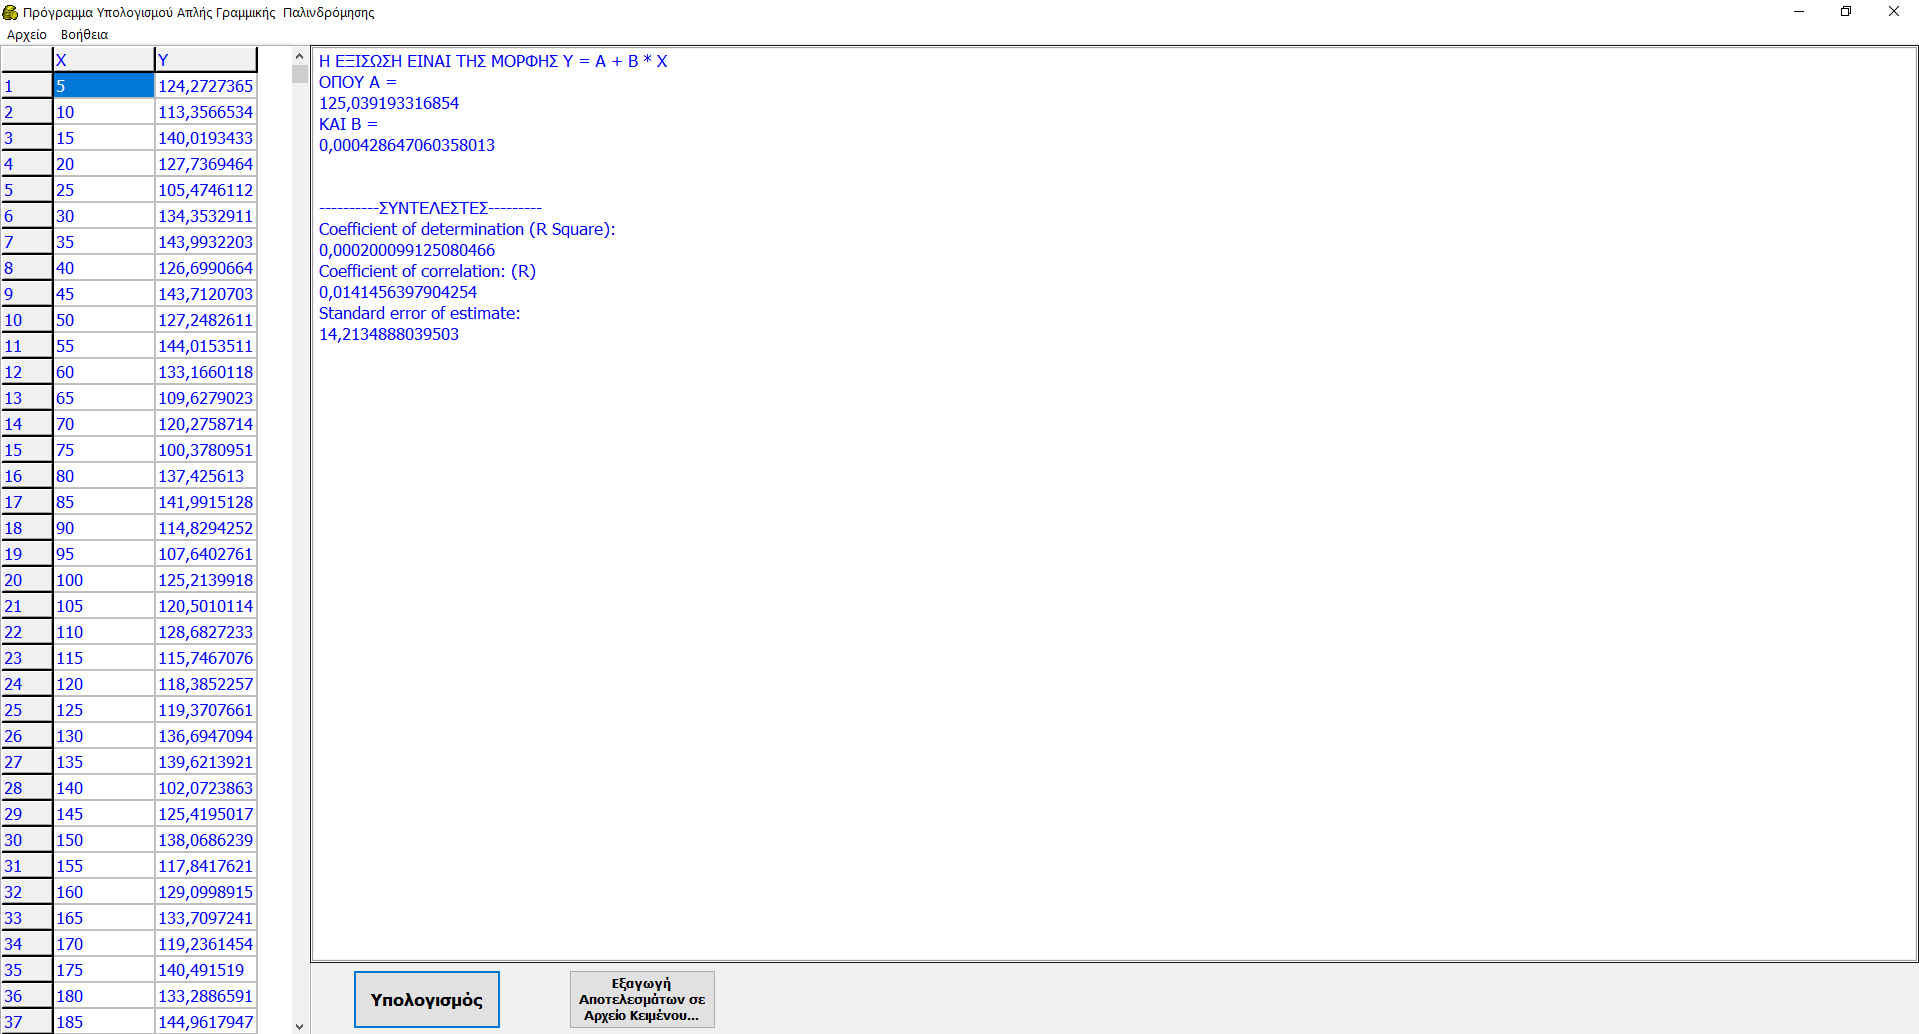 Πρόγραμμα Υπολογισμού Απλής Γραμμικής  Παλινδρόμησης
Αρχείο Βοήθεια
X Y
1 5 124,2727365
2 10 113,3566534
3 15 140,0193433
4 20 127,7369464
5 25 105,4746112
6 30 134,3532911
7 35 143,9932203
8 40 126,6990664
9 45 143,7120703
10 50 127,2482611
11 55 144,0153511
12 60 133,1660118
13 65 109,6279023
14 70 120,2758714
15 75 100,3780951
16 80 137,425613
17 85 141,9915128
18 90 114,8294252
19 95 107,6402761
20 100 125,2139918
21 105 120,5010114
22 110 128,6827233
23 115 115,7467076
24 120 118,3852257
25 125 119,3707661
26 130 136,6947094
27 135 139,6213921
28 140 102,0723863
29 145 125,4195017
30 150 138,0686239
31 155 117,8417621
32 160 129,0998915
33 165 133,7097241
34 170 119,2361454
35 175 140,491519
36 180 133,2886591
37 185 144,9617947
Η ΕΞΙΣΩΣΗ ΕΙΝΑΙ ΤΗΣ ΜΟΡΦΗΣ Y = A + B * X
ΟΠΟΥ Α =
125,039193316854
ΚΑΙ Β =
0,000428647060358013
----------ΣΥΝΤΕΛΕΣΤΕΣ---------
Coefficient of determination (R Square):
0,000200099125080466
Coefficient of correlation: (R)
0,0141456397904254
Standard error of estimate:
14,2134888039503
Υπολογισμός
Εξαγωγή
Αποτελεσμάτων σε
Αρχείο Κειμένου...